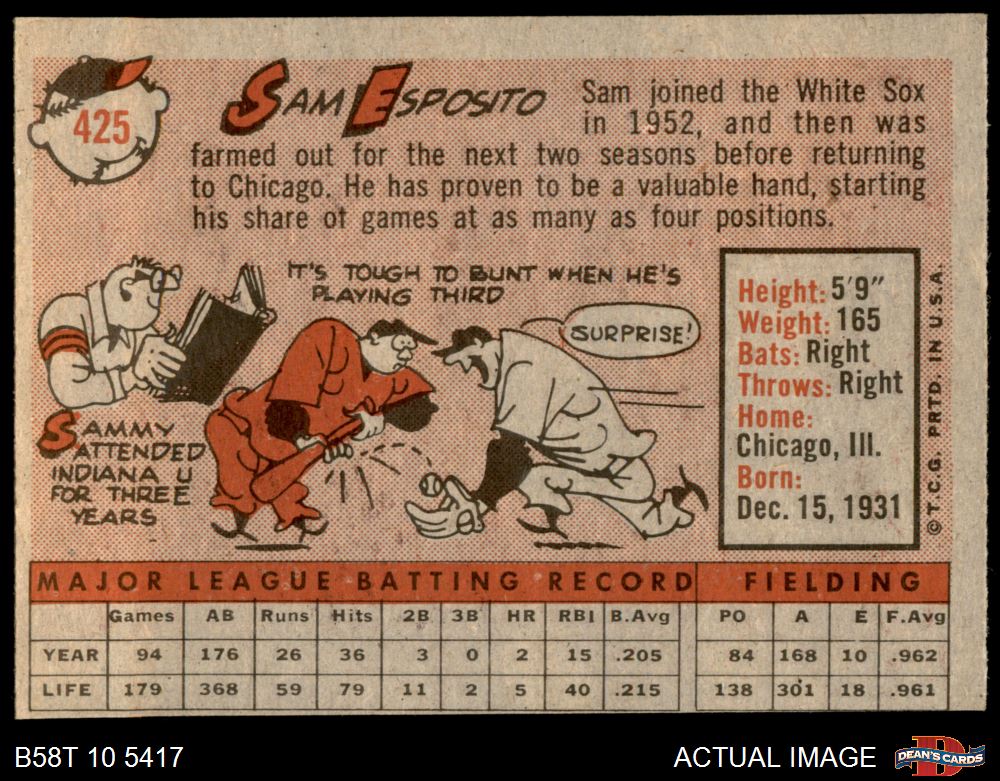 425
SAM ESPOSITO
Sam joined the White Sox
in 1952, and then was
farmed out for the next two seasons before returning
to Chicago. He has proven to be a valuable hand, starting
his share of games at as many as four positions.
IT'S TOUGH TO BUNT WHEN HE'S
PLAYING THIRD
SURPRISE!
SAMMY
ATTENDED
INDIANA U
FOR THREE
YEARS
Height: 5'9"
Weight: 165
Bats: Right
Throws: Right
Home:
Chicago, Ill.
Born:
Dec. 15, 1931
©T.C.G. PRTD. IN U.S.A.
MAJOR LEAGUE BATTING RECORD FIELDING
Games AB Runs Hits 2B 3B HR RBI B.Avg PO A E F.Avg
YEAR 94 176 26 36 3 0 2 15 .205 84 168 10 .962
LIFE 179 368 59 79 11 2 5 40 .215 138 301 18 .961
B58T 10 5417
ACTUAL IMAGE
D
DEAN'S CARDS